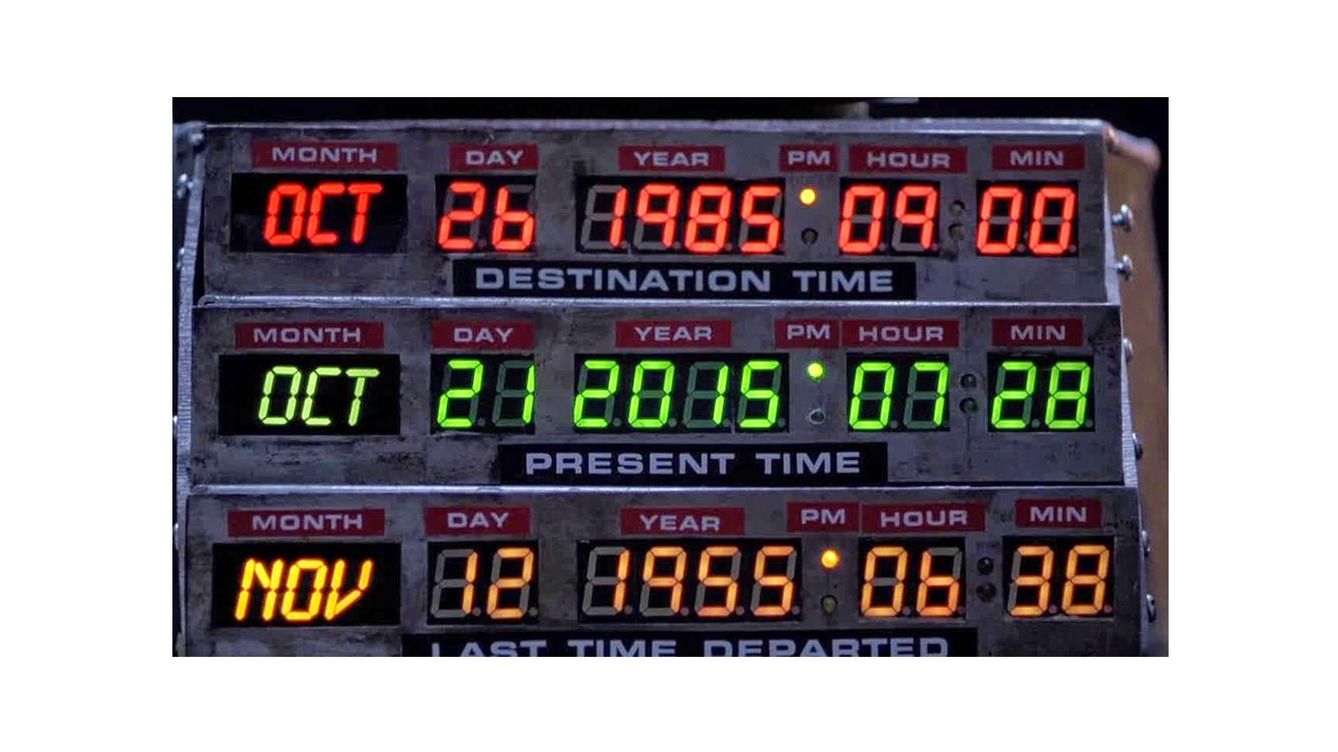 MONTH DAY YEAR PM HOUR MIN
OCT 26 1985 09 00
DESTINATION TIME
MONTH DAY YEAR PM HOUR MIN
OCT 21 2015 07 28
PRESENT TIME
MONTH DAY YEAR PM HOUR MIN
NOV 12 1955 06 38
LAST TIME DEPARTED